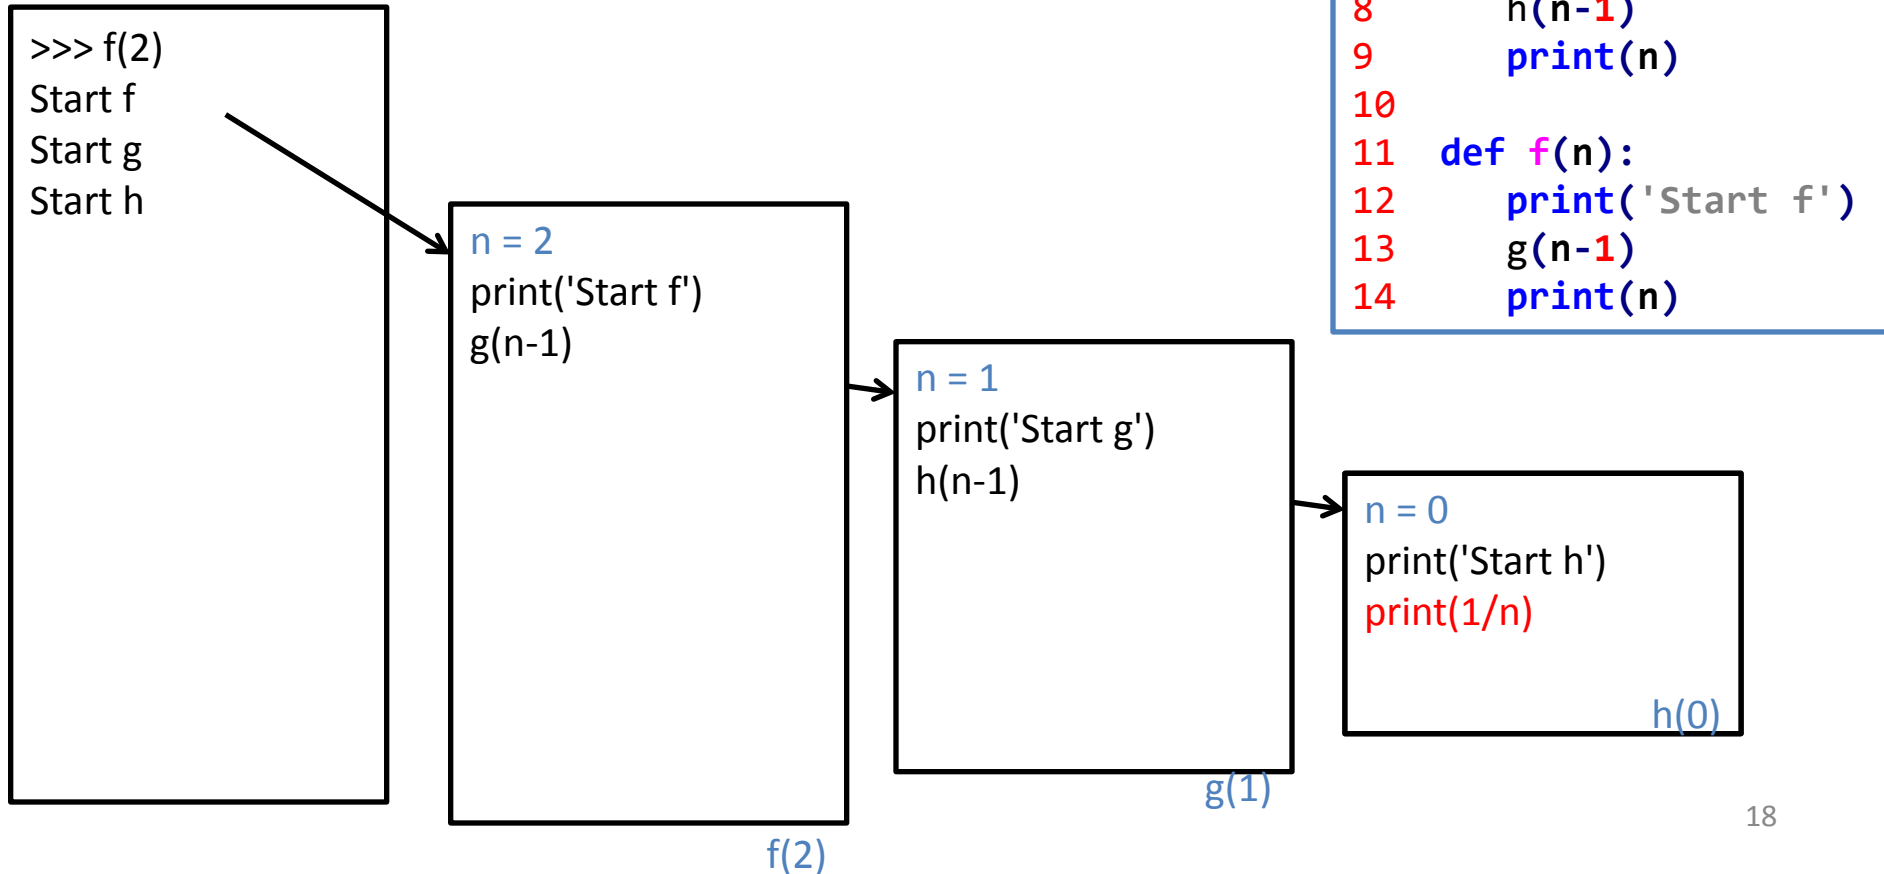 >>> f(2)
Start f
Start g
Start h
n = 2
print('Start f')
g(n-1)
f(2)
n = 1
print('Start g')
h(n-1)
g(1)
n = 0
print('Start h')
print(1/n)
h(0)
8 h(n-1)
9 print(n)
10
11 def f(n):
12 print('Start f')
13 g(n-1)
14 print(n)
18